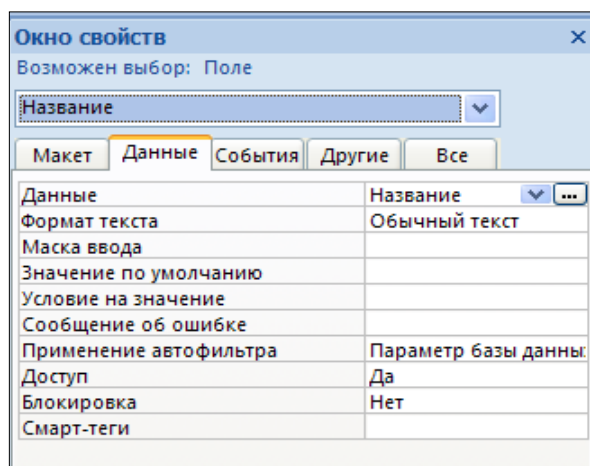 Окно свойств
Возможен выбор: Поле
Название
Макет Данные События Другие Все
Данные Название ...
Формат текста Обычный текст
Маска ввода
Значение по умолчанию
Условие на значение
Сообщение об ошибке
Применение автофильтра Параметр базы данных
Доступ Да
Блокировка Нет
Смарт-теги